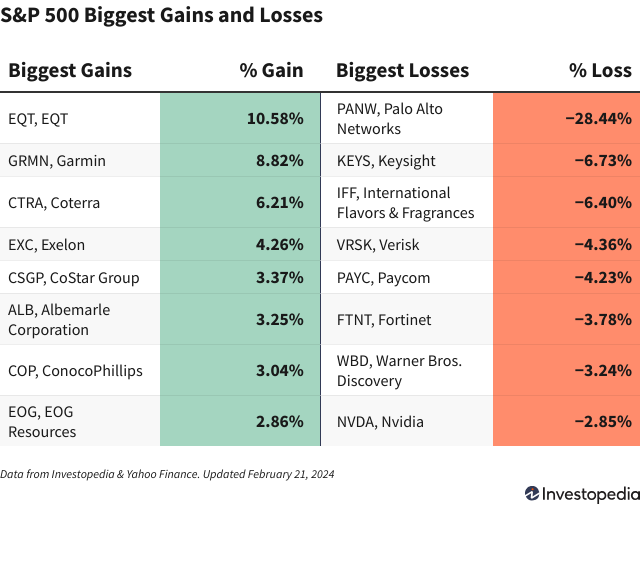 S&P 500 Biggest Gains and Losses
Biggest Gains % Gain Biggest Losses % Loss
EQT, EQT 10.58% PANW, Palo Alto Networks −28.44%
GRMN, Garmin 8.82% KEYS, Keysight −6.73%
CTRA, Coterra 6.21% IFF, International Flavors & Fragrances −6.40%
EXC, Exelon 4.26% VRSK, Verisk −4.36%
CSGP, CoStar Group 3.37% PAYC, Paycom −4.23%
ALB, Albemarle Corporation 3.25% FTNT, Fortinet −3.78%
COP, ConocoPhillips 3.04% WBD, Warner Bros. Discovery −3.24%
EOG, EOG Resources 2.86% NVDA, Nvidia −2.85%
Data from Investopedia & Yahoo Finance. Updated February 21, 2024
Investopedia